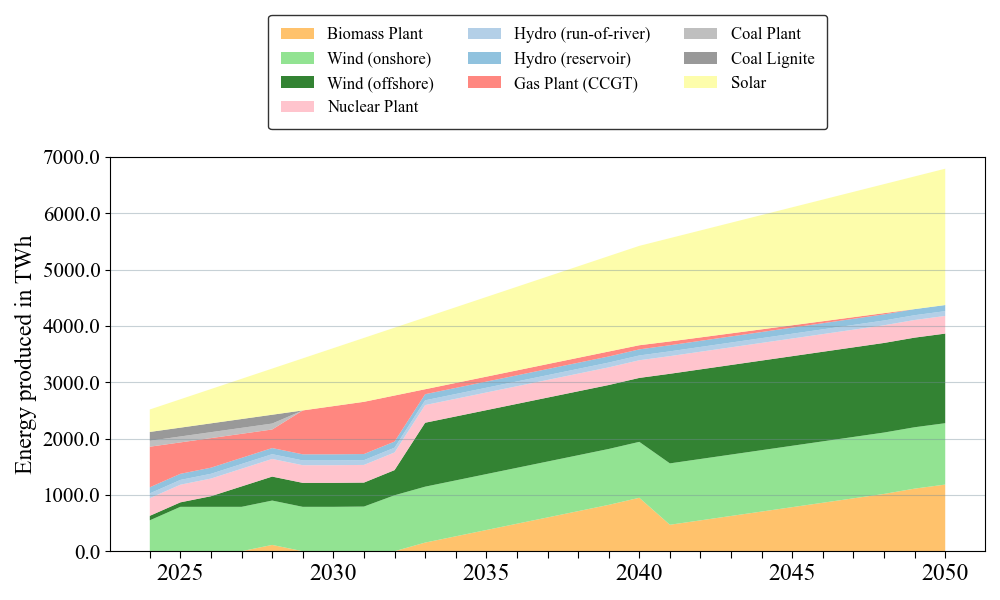 Biomass Plant
Wind (onshore)
Wind (offshore)
Nuclear Plant
Hydro (run-of-river)
Hydro (reservoir)
Gas Plant (CCGT)
Coal Plant
Coal Lignite
Solar
Energy produced in TWh
7000.0
6000.0
5000.0
4000.0
3000.0
2000.0
1000.0
0.0
2025 2030 2035 2040 2045 2050